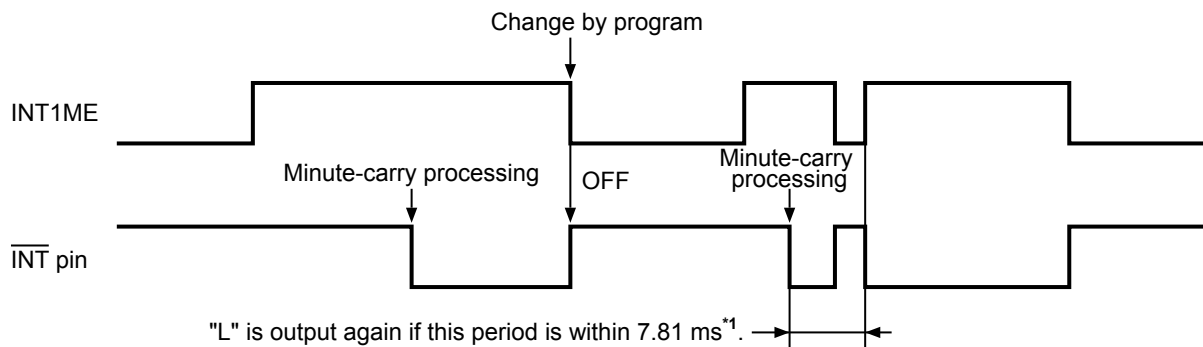 Change by program
INT1ME
Minute-carry processing
OFF
Minute-carry
processing
INT pin
"L" is output again if this period is within 7.81 ms*1.